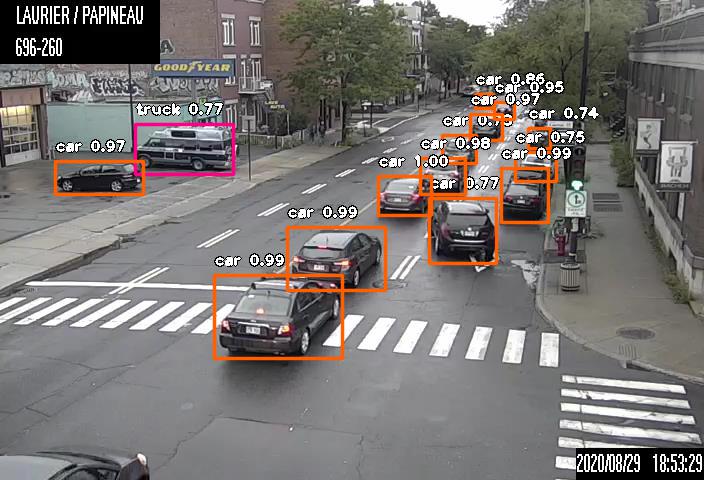 LAURIER / PAPINEAU
696-260
GOODYEAR
truck 0.77
car 0.97
car 0.86
car 0.95
car 0.97
car 0.74
car 0.75
car 0.98
car 0.99
car 1.00
car 0.77
car 0.99
car 0.99
2020/08/29 18:53:29